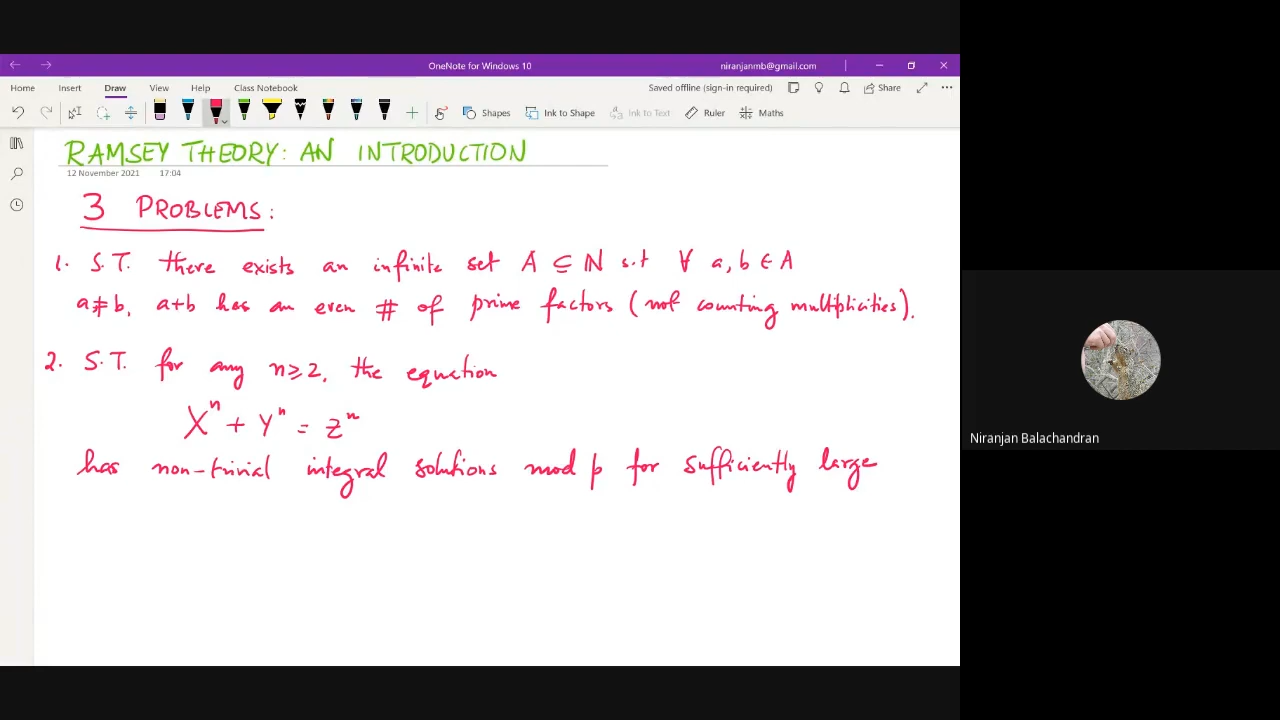 OneNote for Windows 10
niranjanmb@gmail.com
Home Insert Draw View Help Class Notebook
Saved offline (sign-in required)
Share
Shapes Ink to Shape Ink to Text Ruler Maths
RAMSEY THEORY: AN INTRODUCTION
12 November 2021 17:04
3 PROBLEMS:
1. S.T. there exists an infinite set A ⊆ N s.t ∀ a, b ∈ A
a≠b, a+b has an even # of prime factors (not counting multiplicities).
2. S.T. for any n≥2, the equation
Xⁿ + Yⁿ = Zⁿ
has non-trivial integral solutions mod p for sufficiently large
Niranjan Balachandran